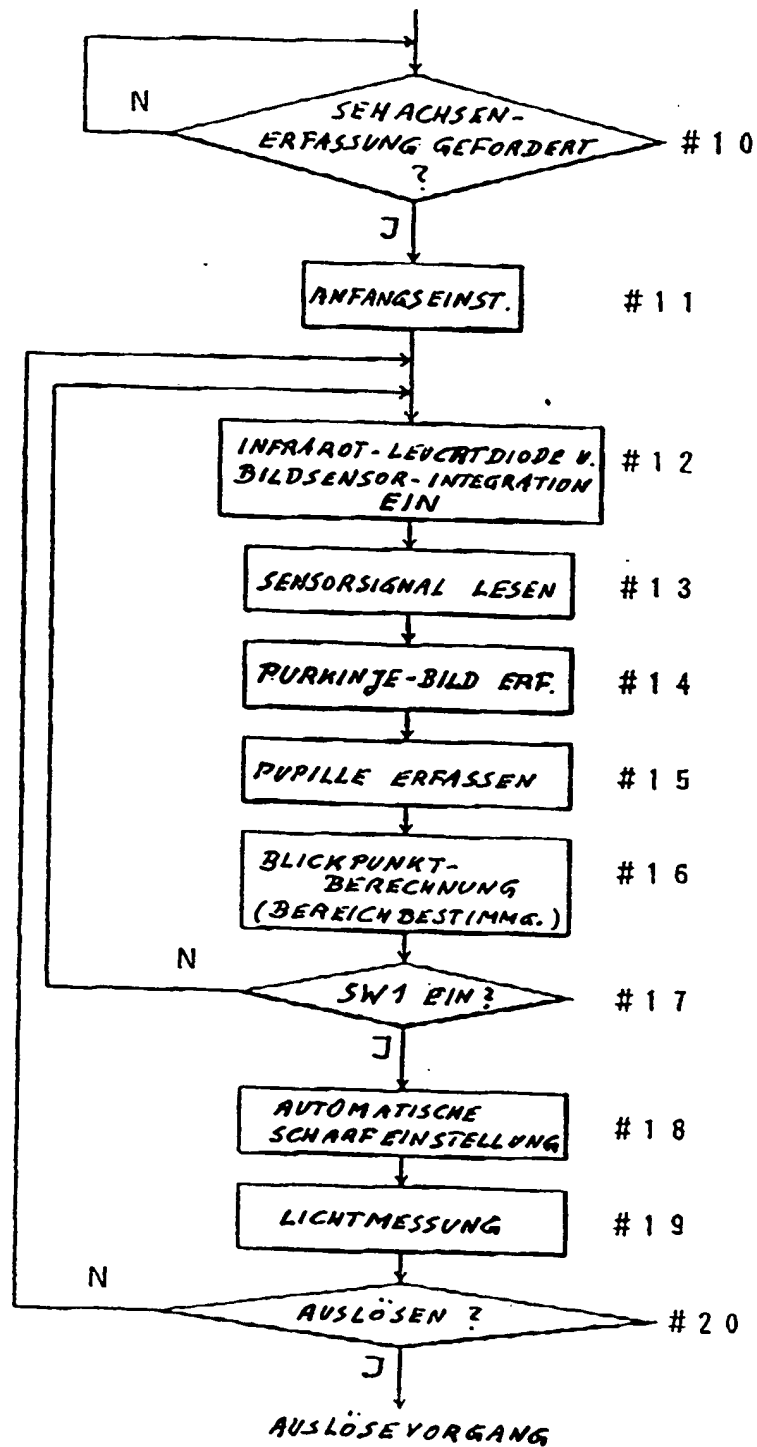 N
SEHACHSEN-
ERFASSUNG GEFORDERT
?
#10
J
ANFANGSEINST.
#11
INFRAROT-LEUCHTDIODE U.
BILDSENSOR-INTEGRATION
EIN
#12
SENSORSIGNAL LESEN
#13
PURKINJE-BILD ERF.
#14
PUPILLE ERFASSEN
#15
BLICKPUNKT-
BERECHNUNG
(BEREICHBESTIMMG.)
#16
N
SW1 EIN?
#17
J
AUTOMATISCHE
SCHARFEINSTELLUNG
#18
LICHTMESSUNG
#19
N
AUSLÖSEN ?
#20
J
AUSLÖSEVORGANG